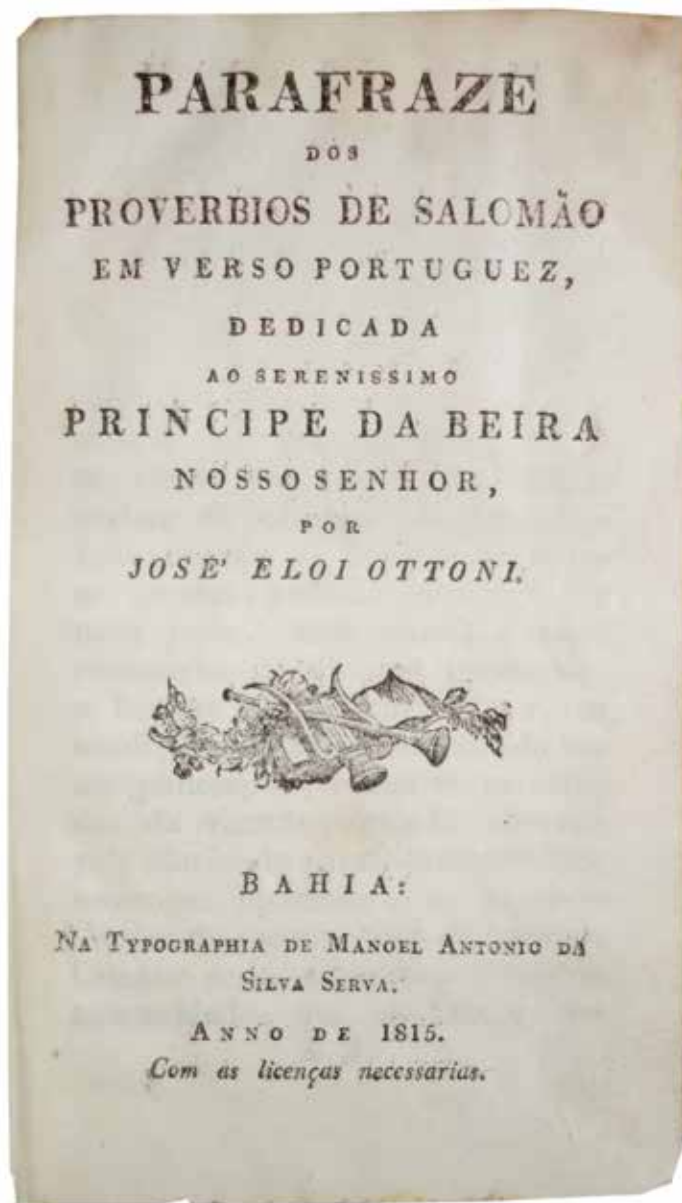 PARAFRAZE
DOS
PROVERBIOS DE SALOMÃO
EM VERSO PORTUGUEZ,
DEDICADA
AO SERENISSIMO
PRINCIPE DA BEIRA
NOSSO SENHOR,
POR
JOSE' ELOI OTTONI.
BAHIA:
NA TYPOGRAPHIA DE MANOEL ANTONIO DA
SILVA SERVA.
ANNO DE 1815.
Com as licenças necessarias.